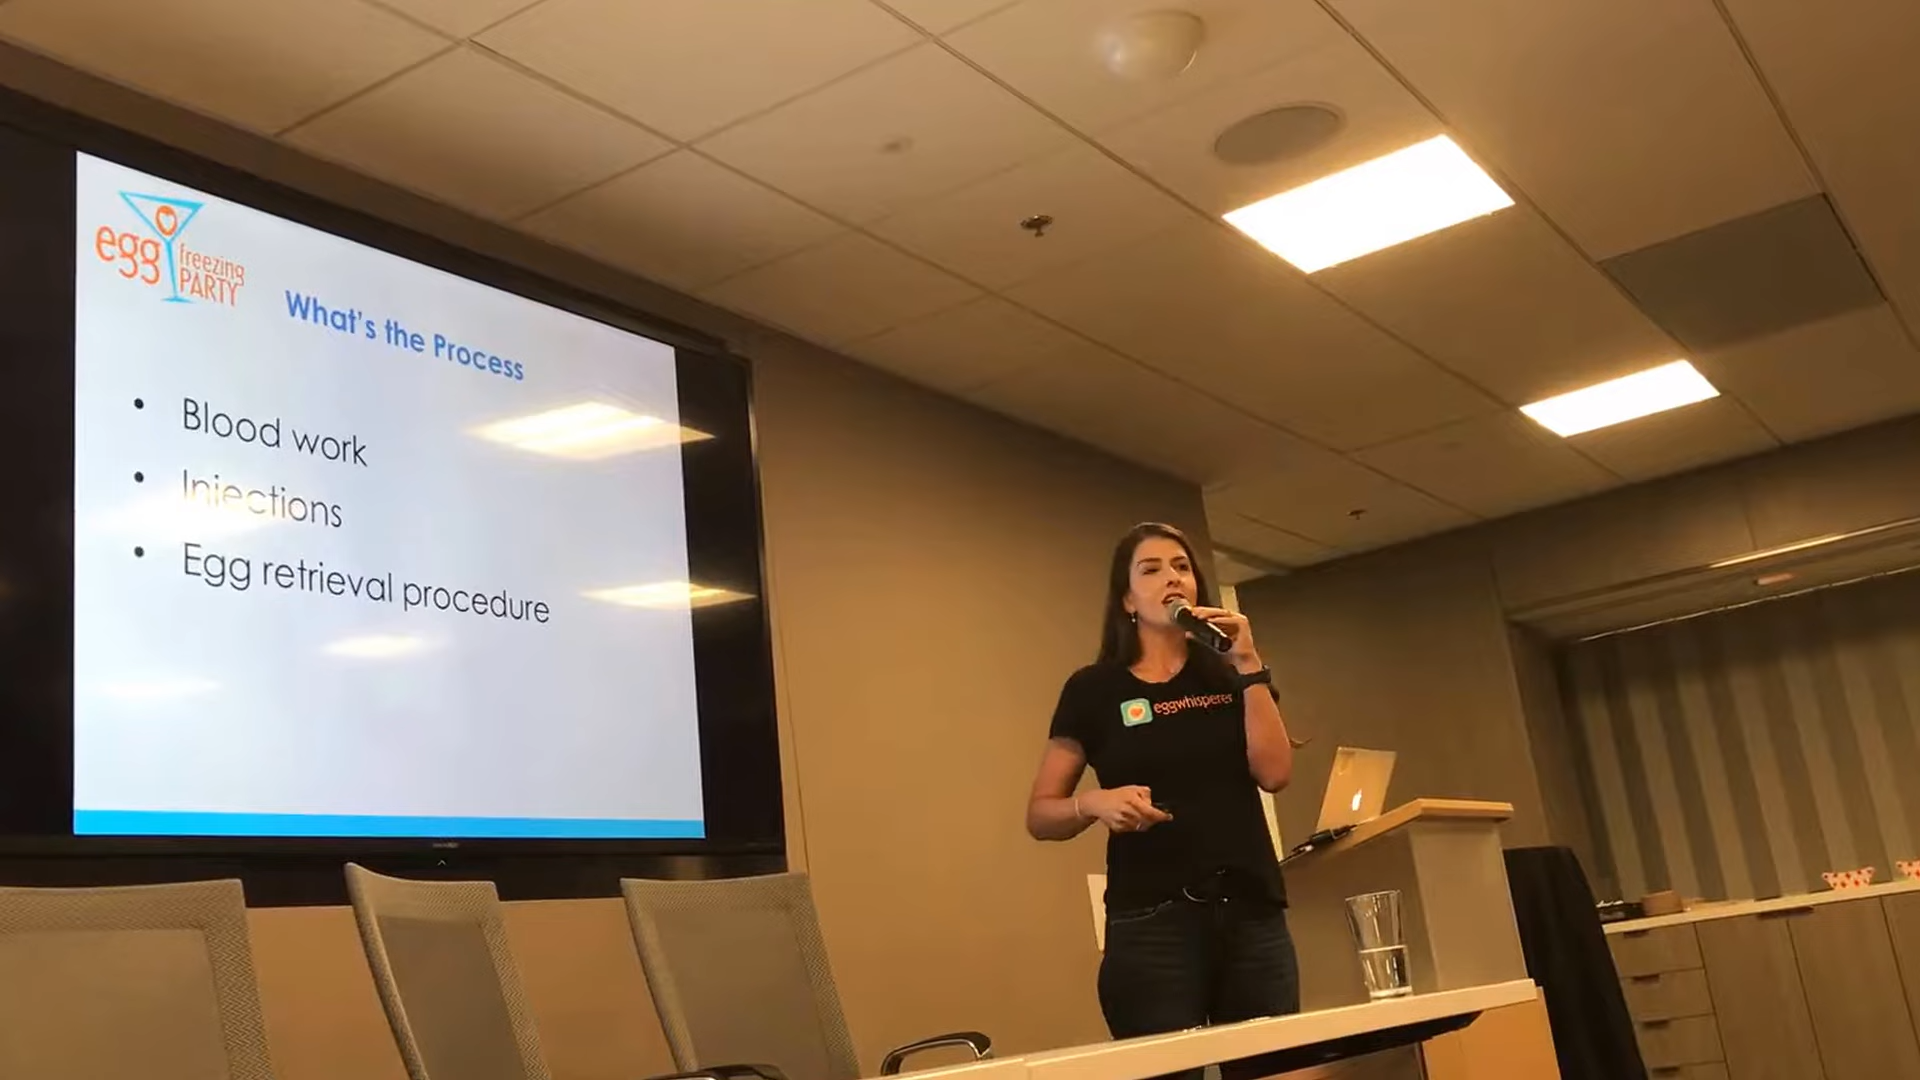 egg freezing
PARTY
What's the Process
• Blood work
• Injections
• Egg retrieval procedure
eggwhisperer